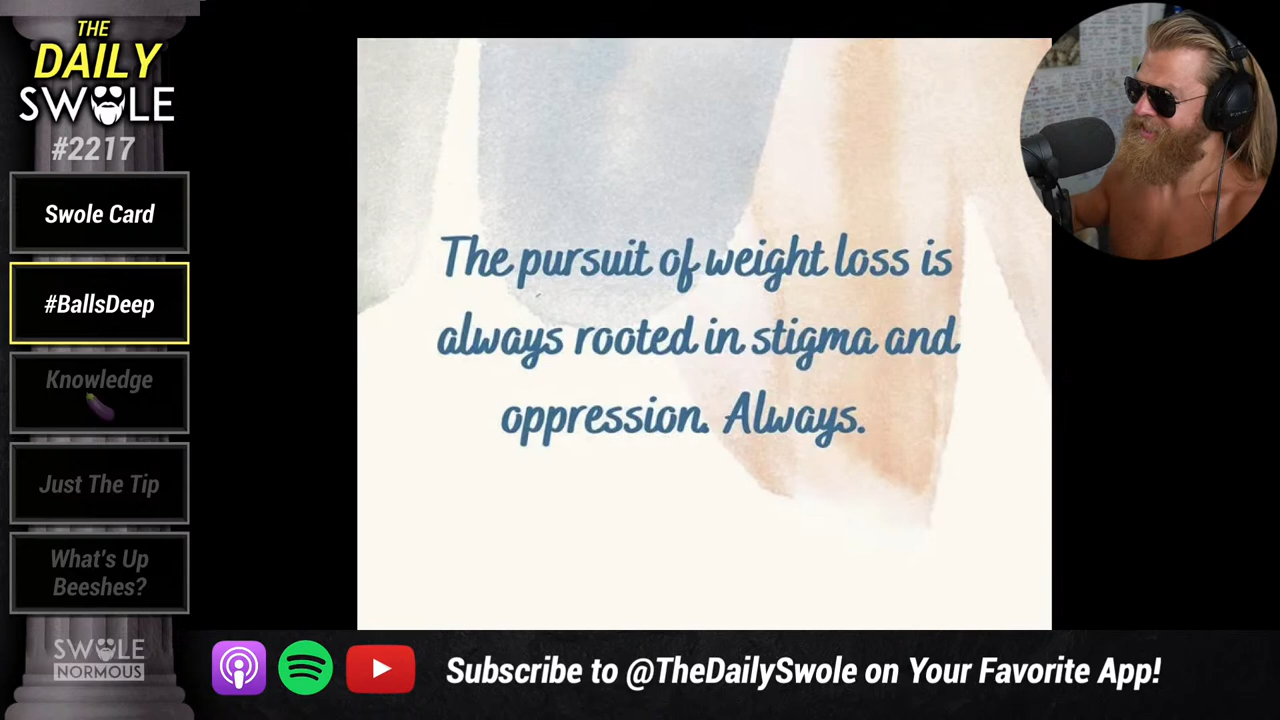 THE
DAILY
SWOLE
#2217
Swole Card
#BallsDeep
Knowledge
🍆
Just The Tip
What's Up
Beeshes?
SWOLE
NORMOUS
The pursuit of weight loss is
always rooted in stigma and
oppression. Always.
Subscribe to @TheDailySwole on Your Favorite App!